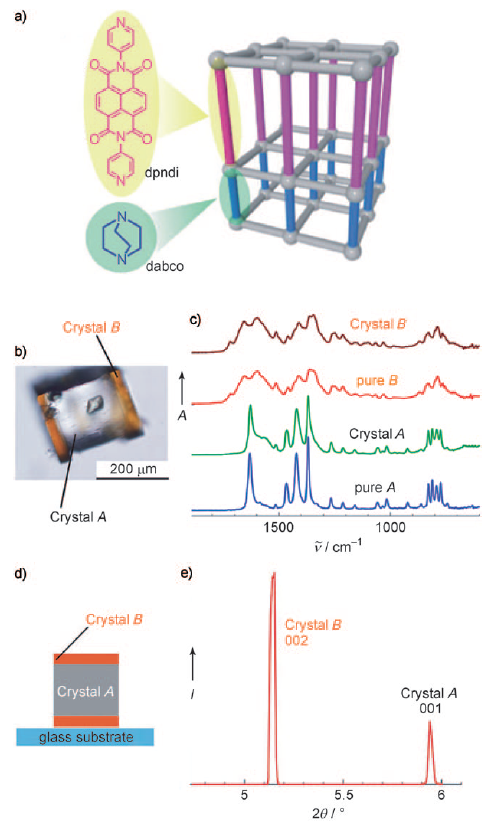 a)
N
O
O
N
O
O
N
N
dpndi
N
N
dabco
b)
Crystal B
200 µm
Crystal A
c)
Crystal B
pure B
Crystal A
pure A
A
1500
1000
ν̃ / cm⁻¹
d)
Crystal B
Crystal A
glass substrate
e)
I
Crystal B
002
Crystal A
001
5
5.5
6
2θ / °